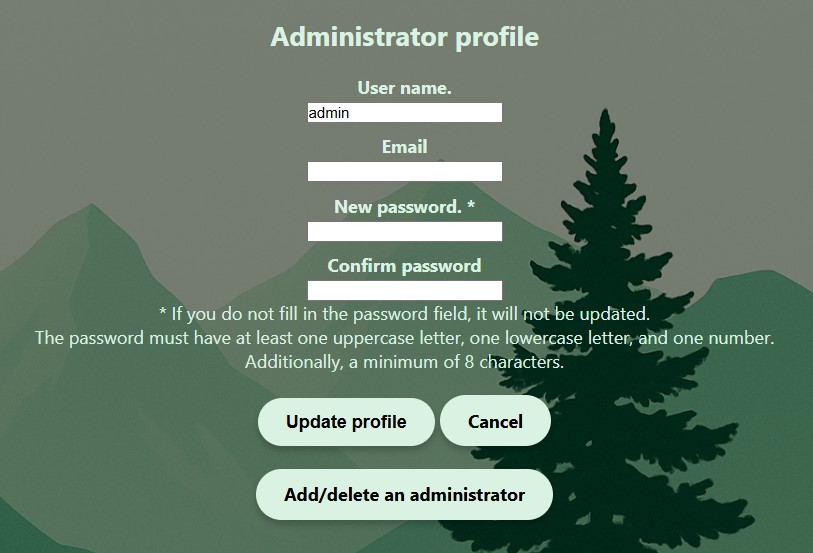 Administrator profile
User name.
admin
Email
New password. *
Confirm password
* If you do not fill in the password field, it will not be updated.
The password must have at least one uppercase letter, one lowercase letter, and one number.
Additionally, a minimum of 8 characters.
Update profile Cancel
Add/delete an administrator